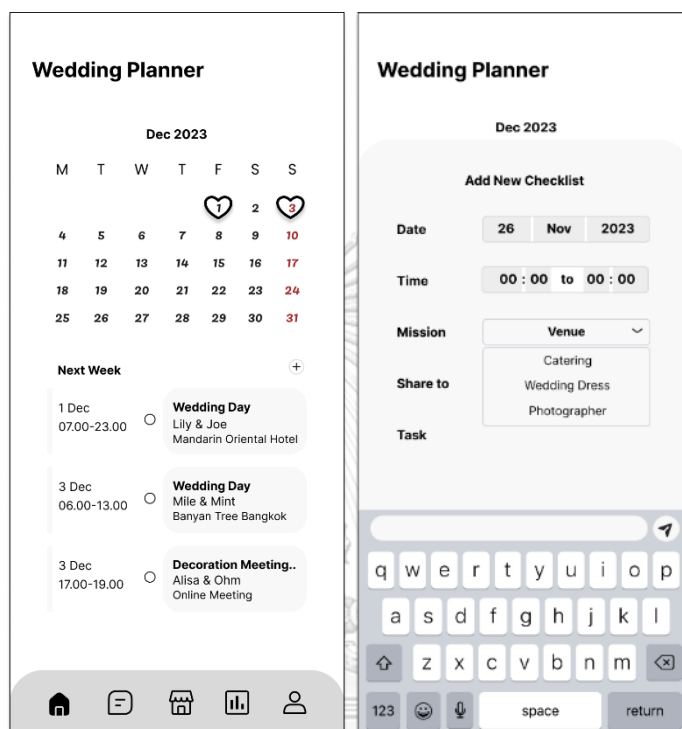 Wedding Planner
Dec 2023
M T W T F S S
1 2 3
4 5 6 7 8 9 10
11 12 13 14 15 16 17
18 19 20 21 22 23 24
25 26 27 28 29 30 31
Next Week +
1 Dec
07.00-23.00
Wedding Day
Lily & Joe
Mandarin Oriental Hotel
3 Dec
06.00-13.00
Wedding Day
Mile & Mint
Banyan Tree Bangkok
3 Dec
17.00-19.00
Decoration Meeting..
Alisa & Ohm
Online Meeting
Wedding Planner
Dec 2023
Add New Checklist
Date 26 Nov 2023
Time 00 : 00 to 00 : 00
Mission Venue
Catering
Share to Wedding Dress
Photographer
Task
q w e r t y u i o p
a s d f g h j k l
z x c v b n m
123 space return